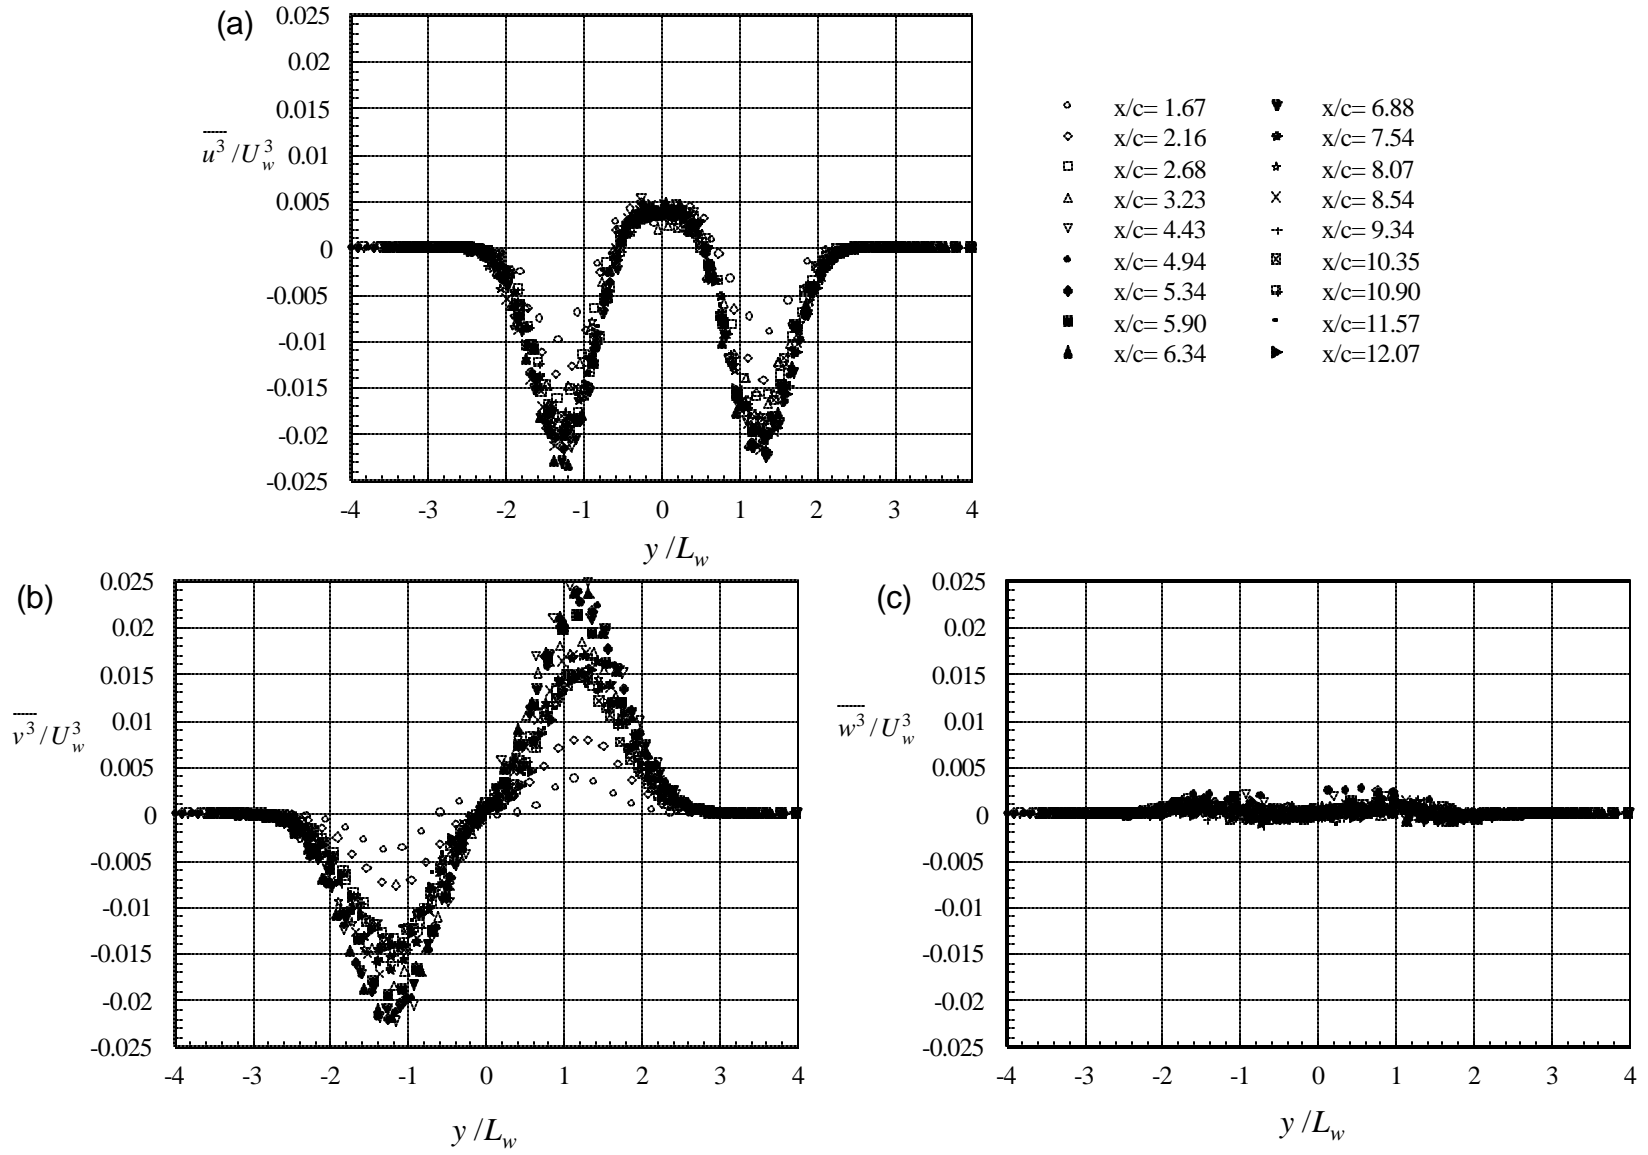 (a)
0.025
0.02
0.015
0.01
0.005
0
-0.005
-0.01
-0.015
-0.02
-0.025
u³/U_w³
-4 -3 -2 -1 0 1 2 3 4
y/L_w
x/c= 1.67 x/c= 6.88
x/c= 2.16 x/c= 7.54
x/c= 2.68 x/c= 8.07
x/c= 3.23 x/c= 8.54
x/c= 4.43 x/c= 9.34
x/c= 4.94 x/c=10.35
x/c= 5.34 x/c=10.90
x/c= 5.90 x/c=11.57
x/c= 6.34 x/c=12.07
(b)
0.025
0.02
0.015
0.01
0.005
0
-0.005
-0.01
-0.015
-0.02
-0.025
v³/U_w³
-4 -3 -2 -1 0 1 2 3 4
y/L_w
(c)
0.025
0.02
0.015
0.01
0.005
0
-0.005
-0.01
-0.015
-0.02
-0.025
w³/U_w³
-4 -3 -2 -1 0 1 2 3 4
y/L_w